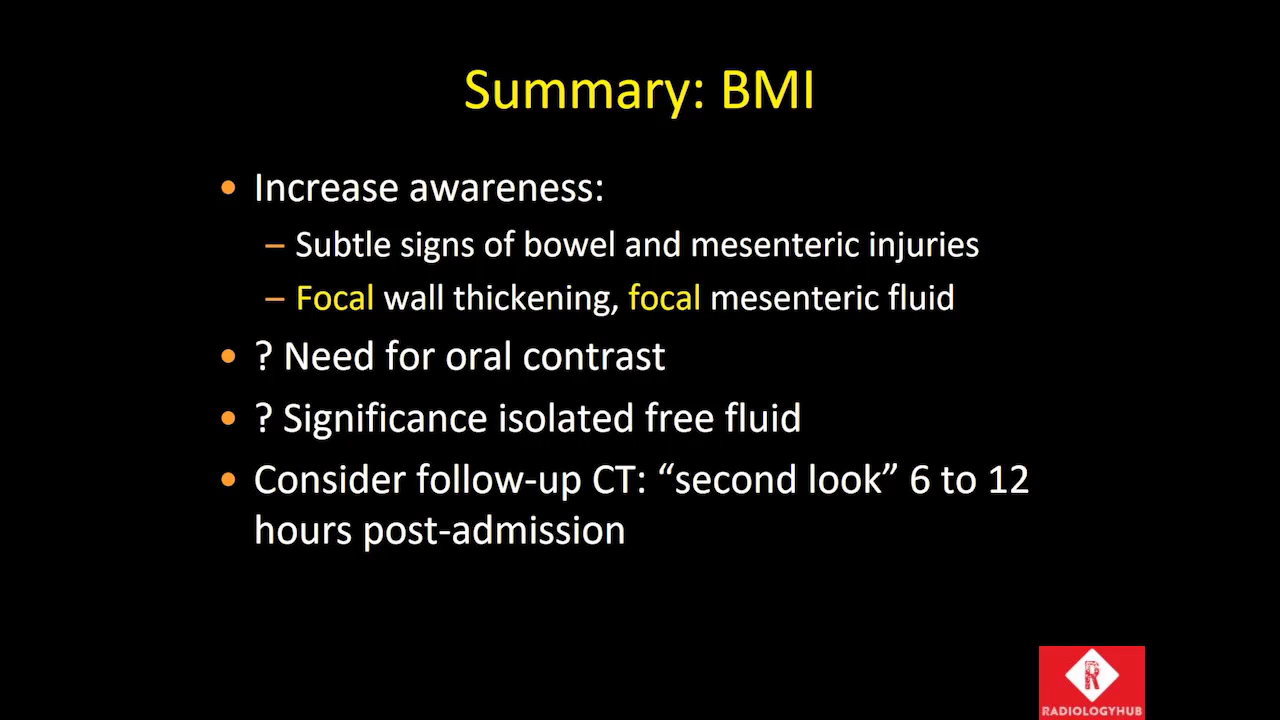 Summary: BMI
• Increase awareness:
– Subtle signs of bowel and mesenteric injuries
– Focal wall thickening, focal mesenteric fluid
• ? Need for oral contrast
• ? Significance isolated free fluid
• Consider follow-up CT: “second look” 6 to 12
hours post-admission
R
RADIOLOGYHUB